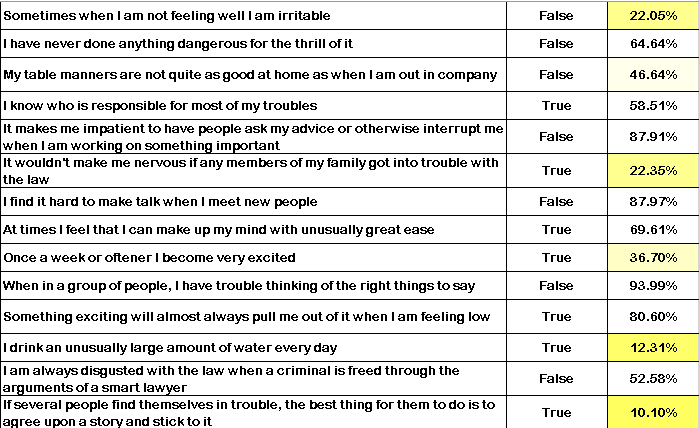 Sometimes when I am not feeling well I am irritable False 22.05%
I have never done anything dangerous for the thrill of it False 64.64%
My table manners are not quite as good at home as when I am out in company False 46.64%
I know who is responsible for most of my troubles True 58.51%
It makes me impatient to have people ask my advice or otherwise interrupt me
when I am working on something important False 87.91%
It wouldn't make me nervous if any members of my family got into trouble with
the law True 22.35%
I find it hard to make talk when I meet new people False 87.97%
At times I feel that I can make up my mind with unusually great ease True 69.61%
Once a week or oftener I become very excited True 36.70%
When in a group of people, I have trouble thinking of the right things to say False 93.99%
Something exciting will almost always pull me out of it when I am feeling low True 80.60%
I drink an unusually large amount of water every day True 12.31%
I am always disgusted with the law when a criminal is freed through the
arguments of a smart lawyer False 52.58%
If several people find themselves in trouble, the best thing for them to do is to
agree upon a story and stick to it True 10.10%